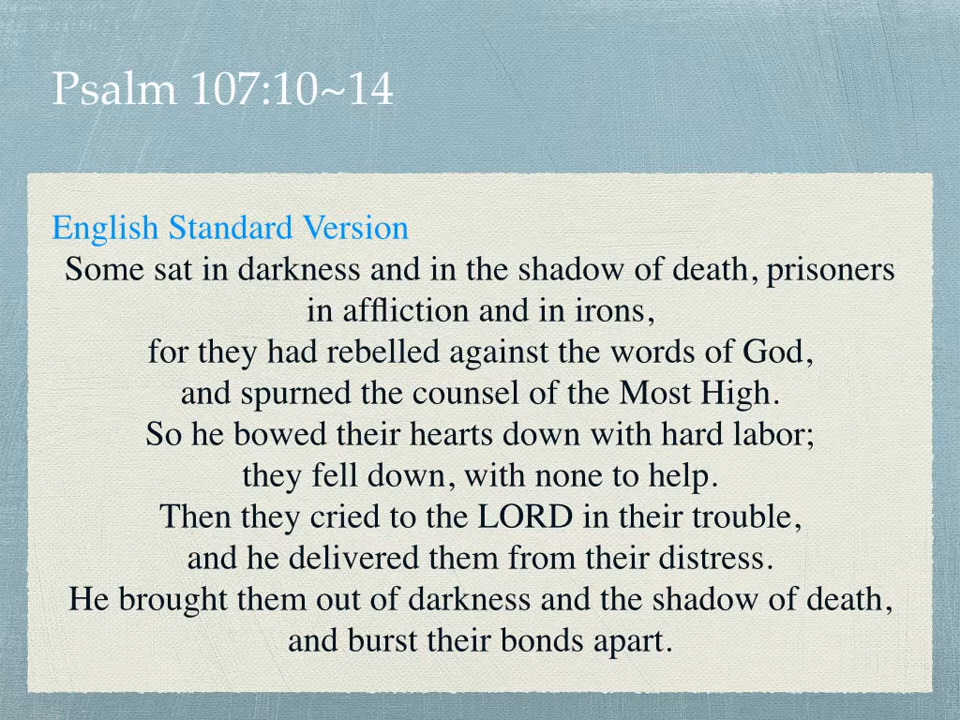 Psalm 107:10~14
English Standard Version
Some sat in darkness and in the shadow of death, prisoners
in affliction and in irons,
for they had rebelled against the words of God,
and spurned the counsel of the Most High.
So he bowed their hearts down with hard labor;
they fell down, with none to help.
Then they cried to the LORD in their trouble,
and he delivered them from their distress.
He brought them out of darkness and the shadow of death,
and burst their bonds apart.